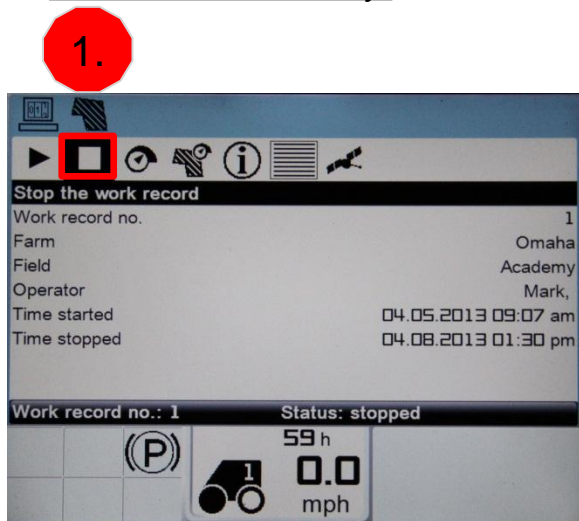 1.
Stop the work record
Work record no. 1
Farm Omaha
Field Academy
Operator Mark,
Time started 04.05.2013 09:07 am
Time stopped 04.08.2013 01:30 pm
Work record no.: 1 Status: stopped
(P) 59 h
1 0.0
mph